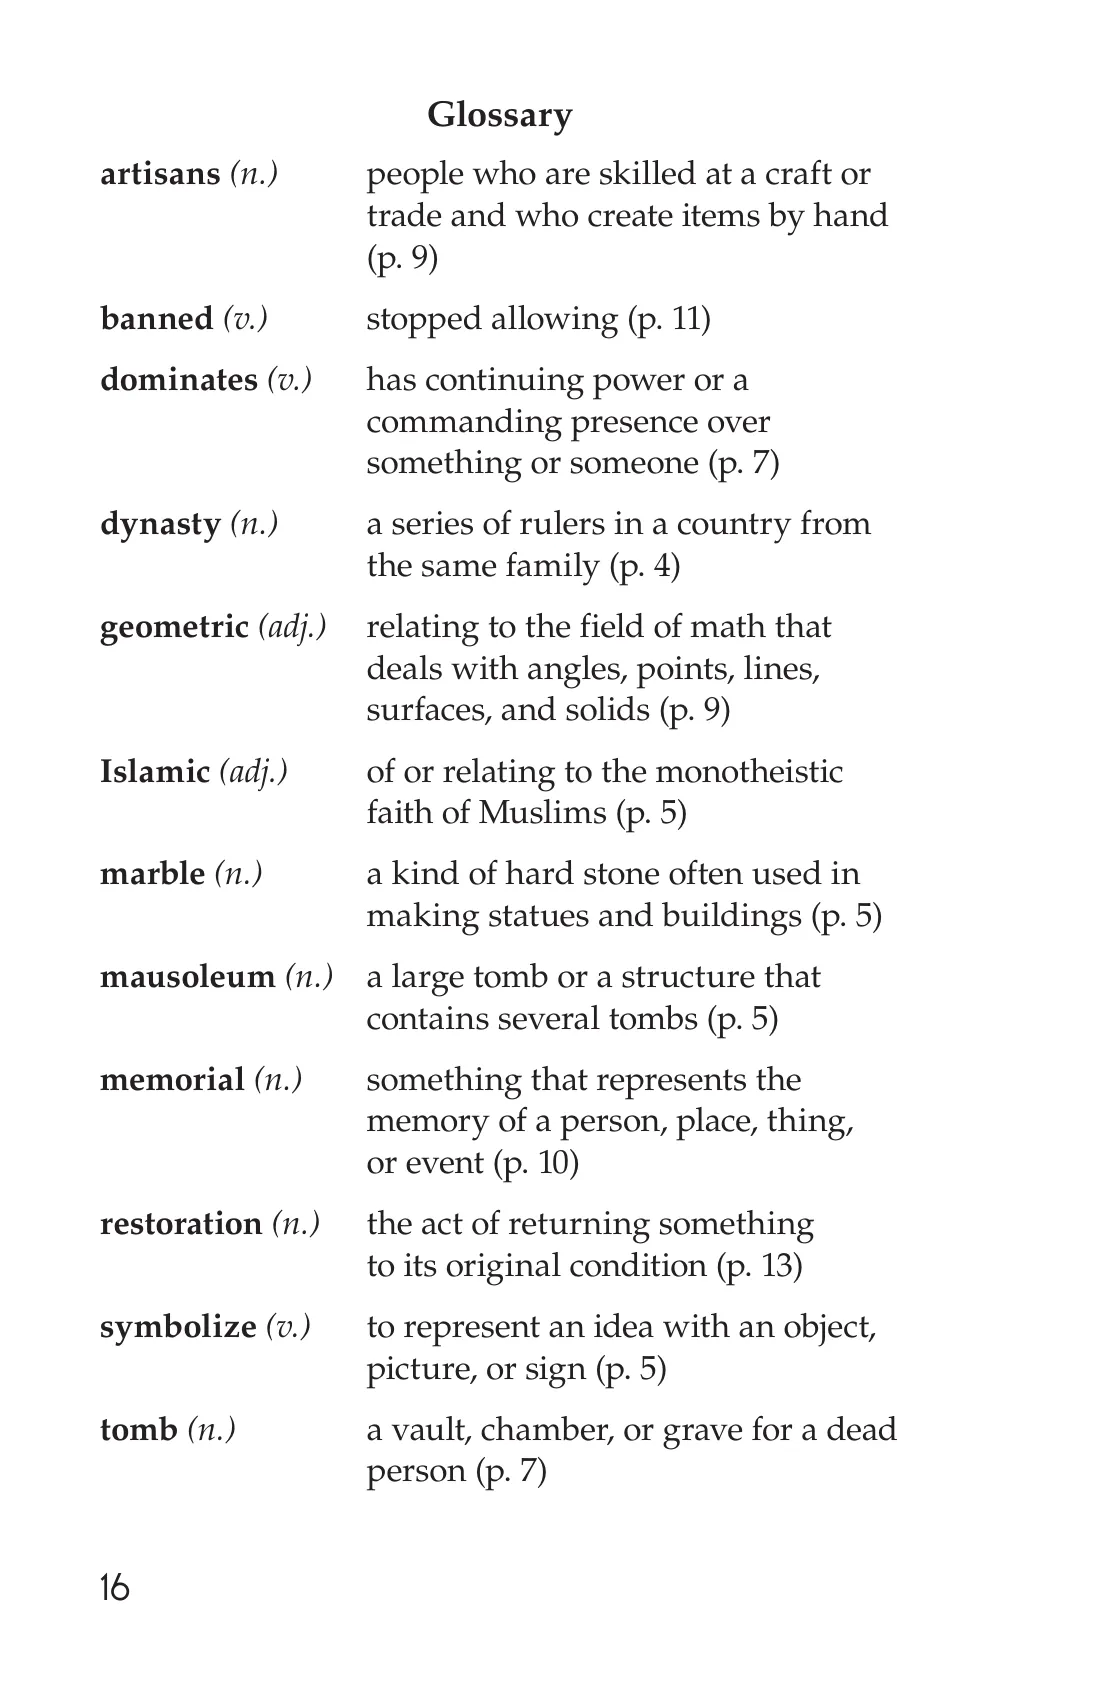 Glossary
artisans (n.) people who are skilled at a craft or
trade and who create items by hand
(p. 9)
banned (v.) stopped allowing (p. 11)
dominates (v.) has continuing power or a
commanding presence over
something or someone (p. 7)
dynasty (n.) a series of rulers in a country from
the same family (p. 4)
geometric (adj.) relating to the field of math that
deals with angles, points, lines,
surfaces, and solids (p. 9)
Islamic (adj.) of or relating to the monotheistic
faith of Muslims (p. 5)
marble (n.) a kind of hard stone often used in
making statues and buildings (p. 5)
mausoleum (n.) a large tomb or a structure that
contains several tombs (p. 5)
memorial (n.) something that represents the
memory of a person, place, thing,
or event (p. 10)
restoration (n.) the act of returning something
to its original condition (p. 13)
symbolize (v.) to represent an idea with an object,
picture, or sign (p. 5)
tomb (n.) a vault, chamber, or grave for a dead
person (p. 7)
16